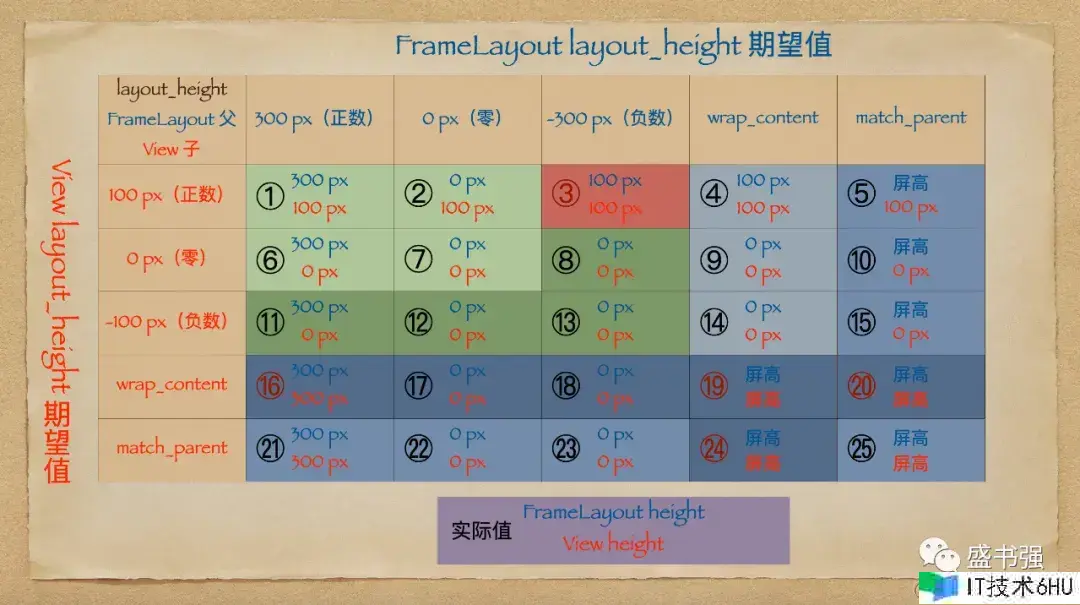 FrameLayout layout_height 期望值
View layout_height 期望值
layout_height
FrameLayout 父
View 子
300 px（正数）
0 px（零）
-300 px（负数）
wrap_content
match_parent
100 px（正数）
① 300 px
100 px
② 0 px
100 px
③ 100 px
100 px
④ 100 px
100 px
⑤ 屏高
100 px
0 px（零）
⑥ 300 px
0 px
⑦ 0 px
0 px
⑧ 0 px
0 px
⑨ 0 px
0 px
⑩ 屏高
0 px
-100 px（负数）
⑪ 300 px
0 px
⑫ 0 px
0 px
⑬ 0 px
0 px
⑭ 0 px
0 px
⑮ 屏高
0 px
wrap_content
⑯ 300 px
300 px
⑰ 0 px
0 px
⑱ 0 px
0 px
⑲ 屏高
屏高
⑳ 屏高
屏高
match_parent
㉑ 300 px
300 px
㉒ 0 px
0 px
㉓ 0 px
0 px
㉔ 屏高
屏高
㉕ 屏高
屏高
实际值
FrameLayout height
View height
盛书强
IT技术6HU